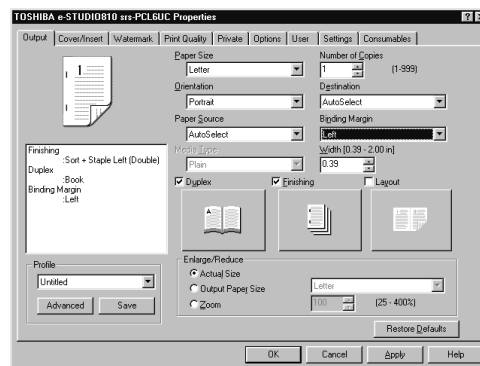 TOSHIBA e-STUDIO810 srs-PCL6UC Properties
Output Cover/Insert Watermark Print Quality Private Options User Settings Consumables
Paper Size
Letter
Number of Copies
1 (1-999)
Orientation
Portrait
Destination
AutoSelect
Paper Source
AutoSelect
Binding Margin
Left
Media Type
Plain
Width [0.39 - 2.00 in]
0.39
1
Finishing
:Sort + Staple Left (Double)
Duplex
:Book
Binding Margin
:Left
Duplex Finishing Layout
A
Profile
Untitled
Advanced Save
Enlarge/Reduce
Actual Size
Output Paper Size Letter
Zoom 100 (25 - 400%)
Restore Defaults
OK Cancel Apply Help